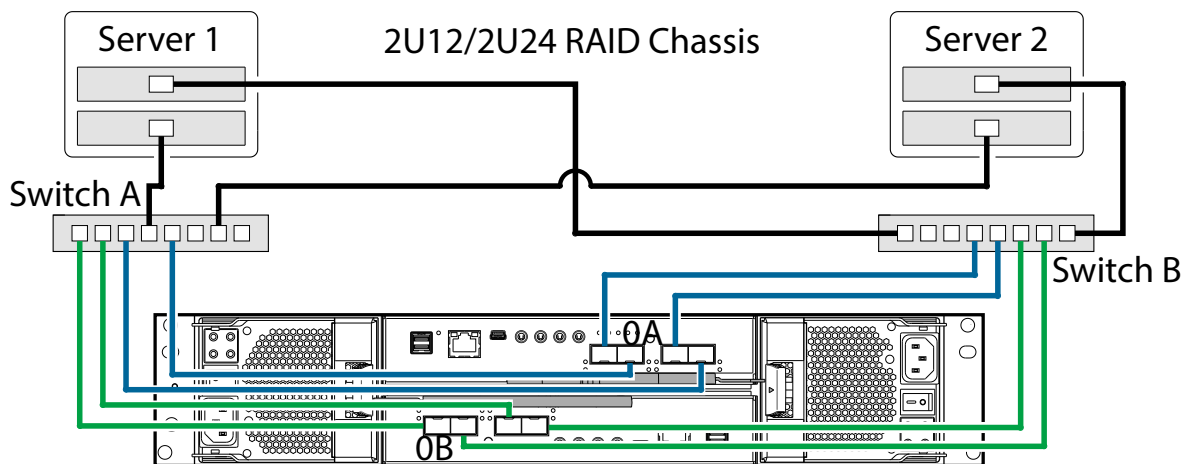 Server 1
2U12/2U24 RAID Chassis
Server 2
Switch A
Switch B
0A
0B